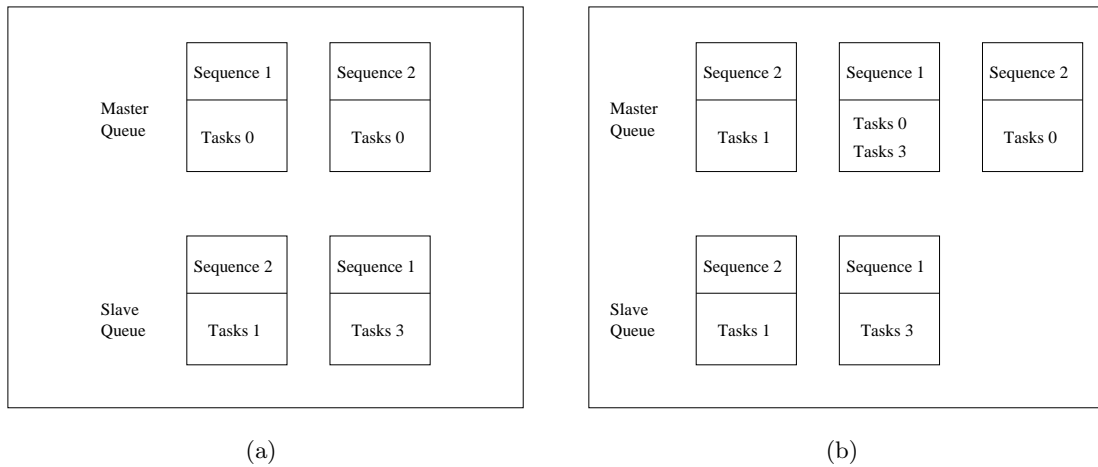 Sequence 1
Sequence 2
Master
Queue
Tasks 0
Tasks 0
Sequence 2
Sequence 1
Slave
Queue
Tasks 1
Tasks 3
(a)
Sequence 2
Sequence 1
Sequence 2
Master
Queue
Tasks 1
Tasks 0
Tasks 3
Tasks 0
Sequence 2
Sequence 1
Slave
Queue
Tasks 1
Tasks 3
(b)